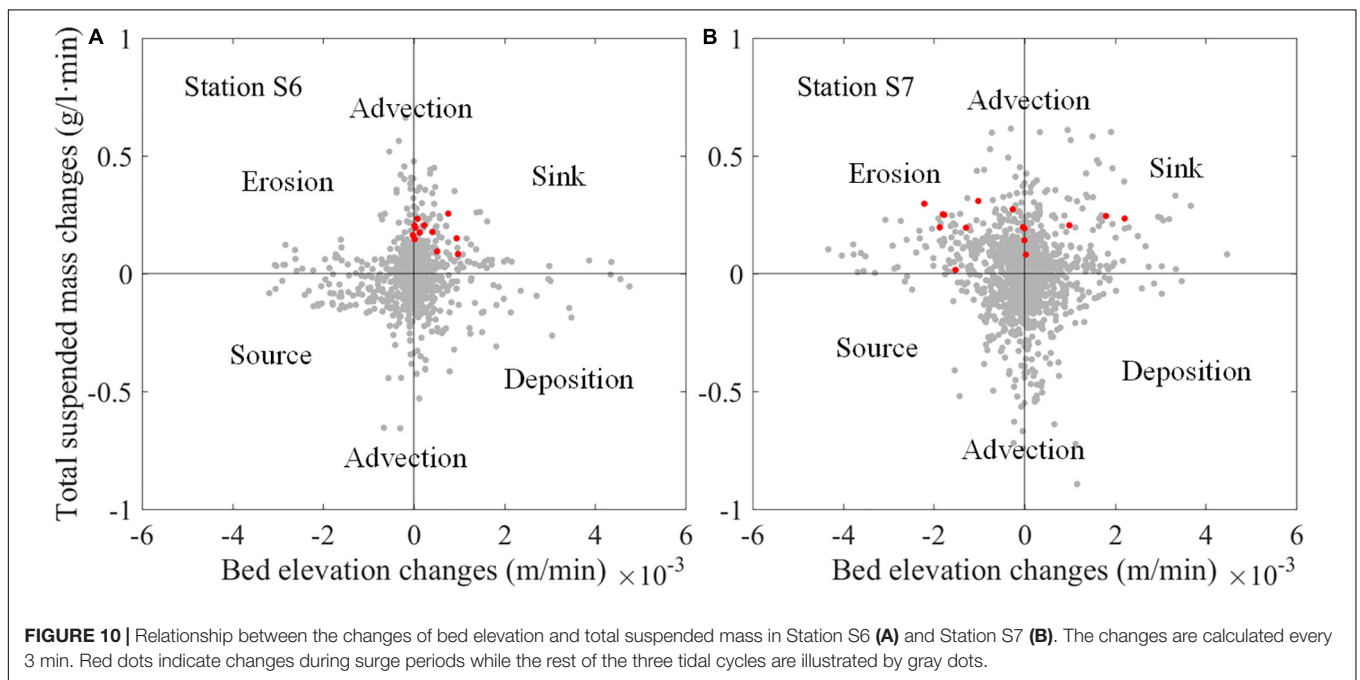 A
B
Total suspended mass changes (g/l·min)
1
0.5
0
-0.5
-1
Station S6
Advection
Erosion
Sink
Source
Deposition
Advection
-6
-4
-2
0
2
4
6
Bed elevation changes (m/min) ×10-3
1
0.5
0
-0.5
-1
Station S7
Advection
Erosion
Sink
Source
Deposition
Advection
-6
-4
-2
0
2
4
6
Bed elevation changes (m/min) ×10-3
FIGURE 10 | Relationship between the changes of bed elevation and total suspended mass in Station S6 (A) and Station S7 (B). The changes are calculated every
3 min. Red dots indicate changes during surge periods while the rest of the three tidal cycles are illustrated by gray dots.